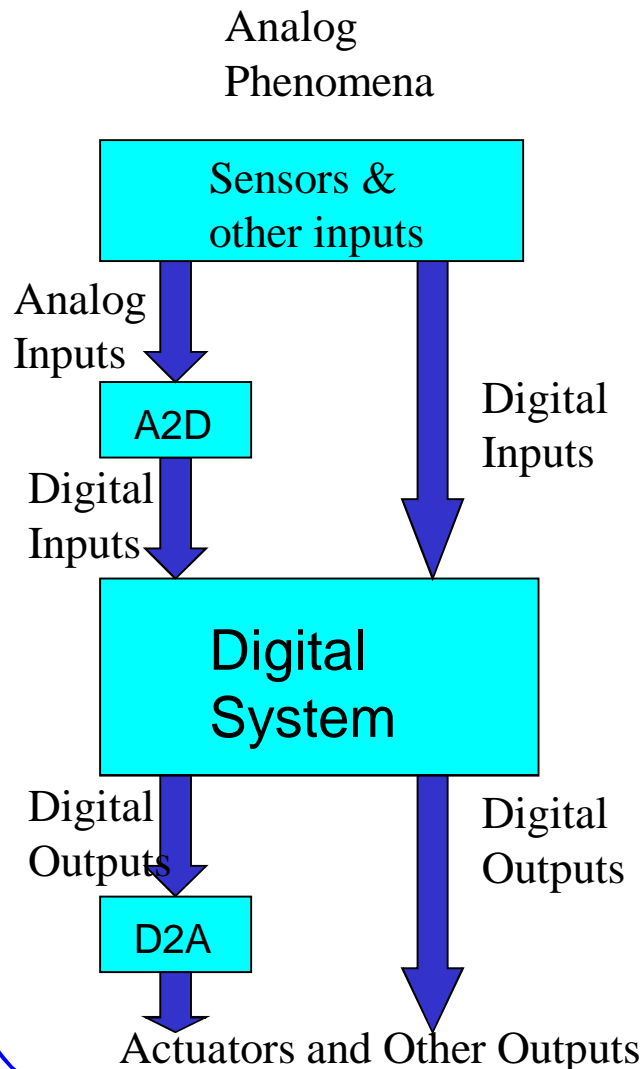 Analog
Phenomena
Sensors &
other inputs
Analog
Inputs
A2D
Digital
Inputs
Digital
Inputs
Digital
System
Digital
Outputs
Digital
Outputs
D2A
Actuators and Other Outputs